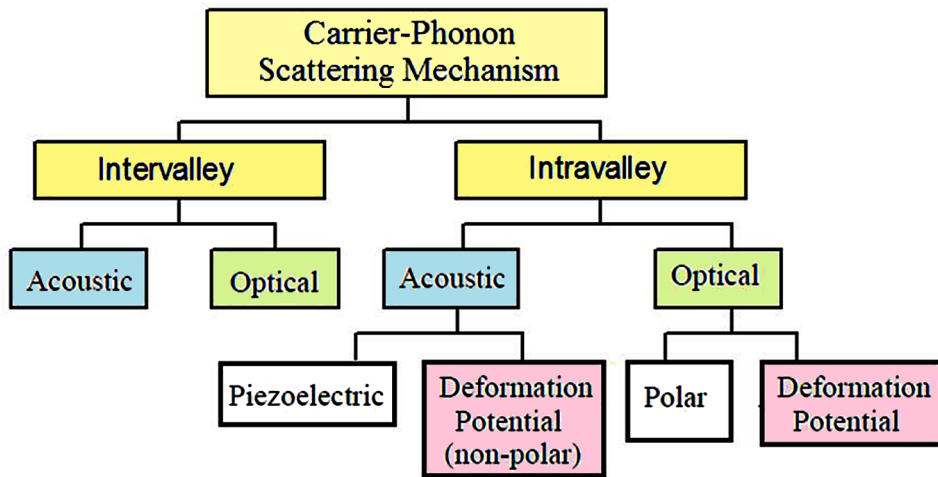 Carrier-Phonon
Scattering Mechanism
Intervalley
Intravalley
Acoustic
Optical
Acoustic
Optical
Piezoelectric
Deformation
Potential
(non-polar)
Polar
Deformation
Potential